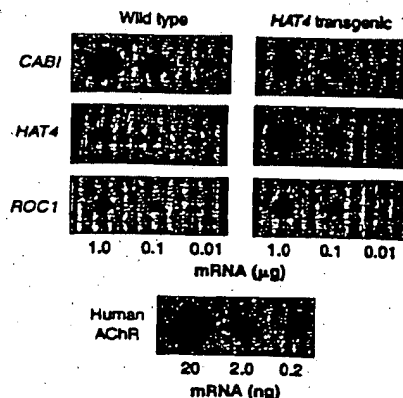 Wild type HAT4 transgenic
CABI
HAT4
ROC1
1.0 0.1 0.01 1.0 0.1 0.01
mRNA (μg)
Human
AChR
20 2.0 0.2
mRNA (ng)